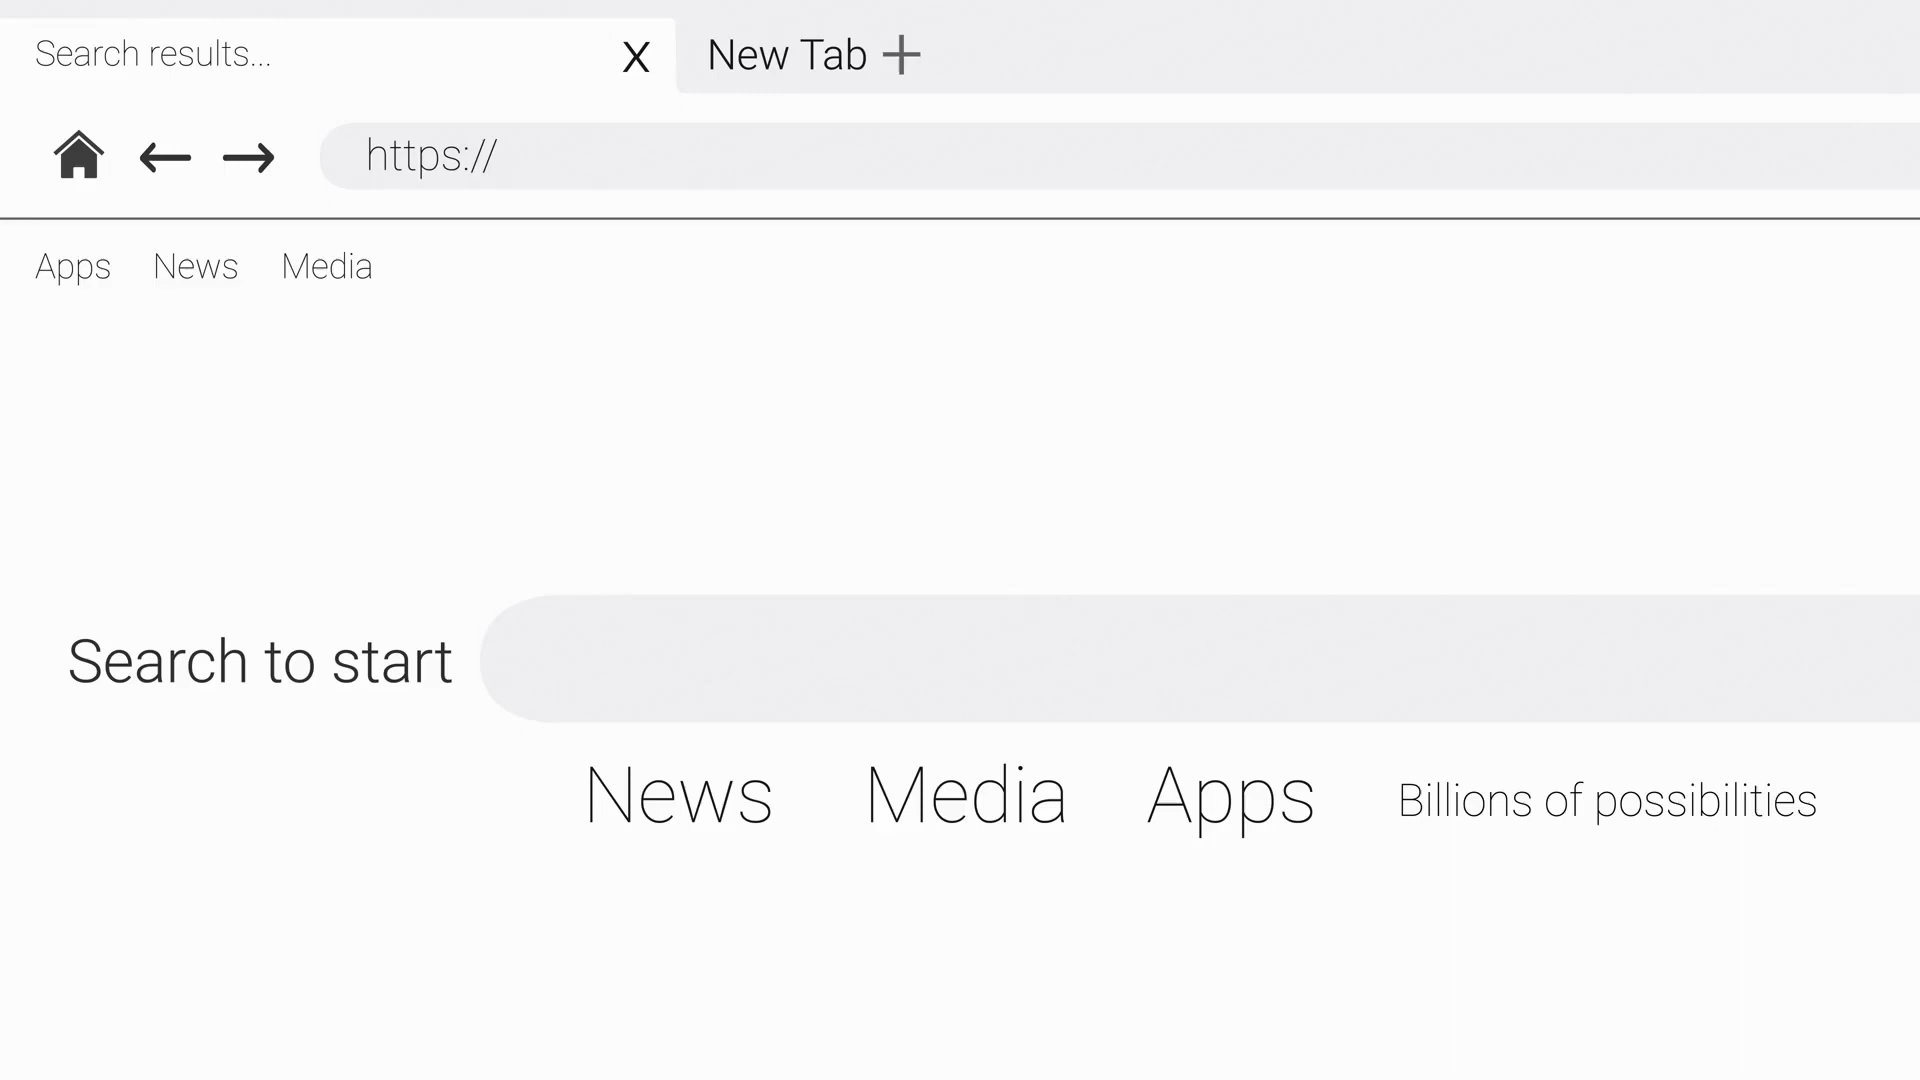 Search results... X New Tab +
https://
Apps News Media
Search to start
News Media Apps Billions of possibilities